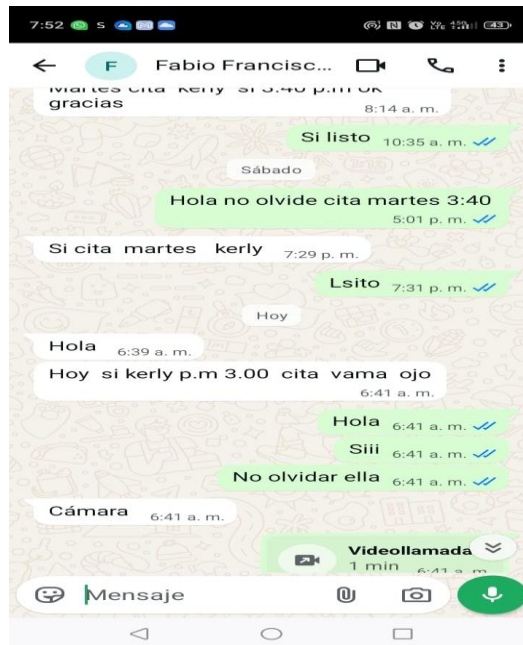 7:52 S 43
F Fabio Francisc...
Martes cita kerly si 3:40 p.m ok
gracias 8:14 a. m.
Si listo 10:35 a. m.
Sábado
Hola no olvide cita martes 3:40
5:01 p. m.
Si cita martes kerly 7:29 p. m.
Lsito 7:31 p. m.
Hoy
Hola 6:39 a. m.
Hoy si kerly p.m 3.00 cita vama ojo
6:41 a. m.
Hola 6:41 a. m.
Siii 6:41 a. m.
No olvidar ella 6:41 a. m.
Cámara 6:41 a. m.
Videollamada
1 min 6:41 a. m.
Mensaje